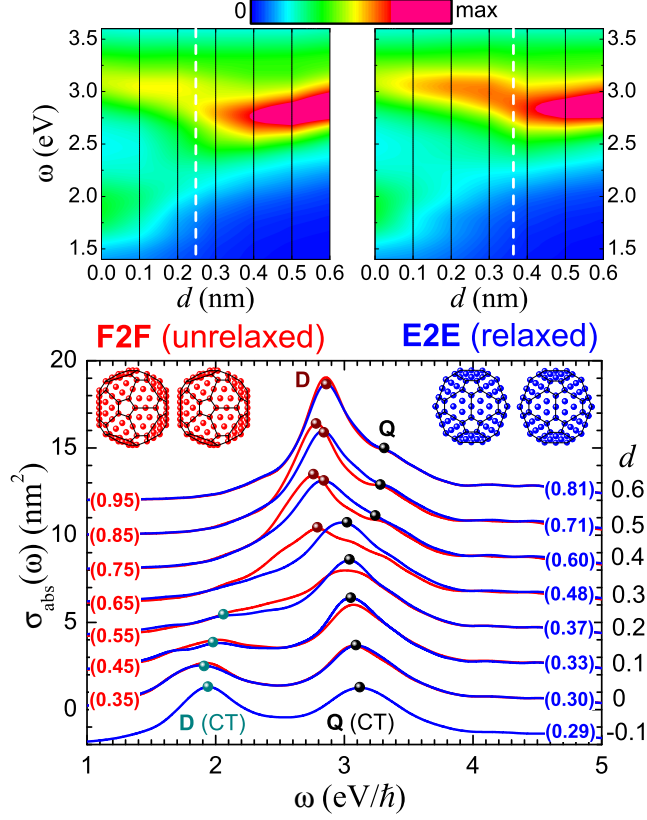 0 max
ω (eV)
3.5
3.0
2.5
2.0
1.5
0.0 0.1 0.2 0.3 0.4 0.5 0.6
d (nm)
3.5
3.0
2.5
2.0
1.5
0.0 0.1 0.2 0.3 0.4 0.5 0.6
d (nm)
F2F (unrelaxed) E2E (relaxed)
σabs(ω) (nm²)
20
15
10
5
0
D
Q
d
(0.95) (0.81) 0.6
(0.85) (0.71) 0.5
(0.75) (0.60) 0.4
(0.65) (0.48) 0.3
(0.55) (0.37) 0.2
(0.45) (0.33) 0.1
(0.35) (0.30) 0
(0.29) -0.1
D (CT) Q (CT)
1 2 3 4 5
ω (eV/ħ)